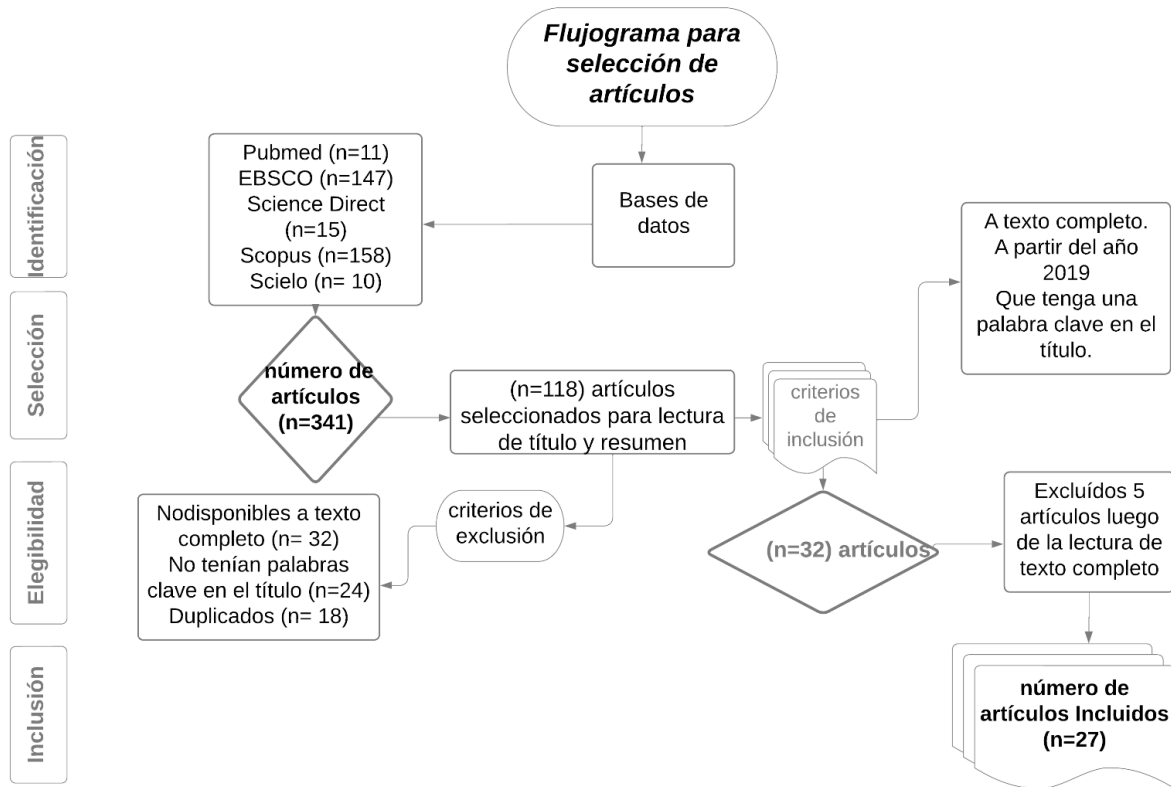 Flujograma para
selección de
artículos
Identificación
Pubmed (n=11)
EBSCO (n=147)
Science Direct
(n=15)
Scopus (n=158)
Scielo (n= 10)
Bases de
datos
A texto completo.
A partir del año
2019
Que tenga una
palabra clave en el
título.
Selección
número de
artículos
(n=341)
(n=118) artículos
seleccionados para lectura
de título y resumen
criterios
de
inclusión
Elegibilidad
Nodisponibles a texto
completo (n= 32)
No tenían palabras
clave en el título (n=24)
Duplicados (n= 18)
criterios de
exclusión
(n=32) artículos
Excluídos 5
artículos luego
de la lectura de
texto completo
Inclusión
número de
artículos Incluidos
(n=27)